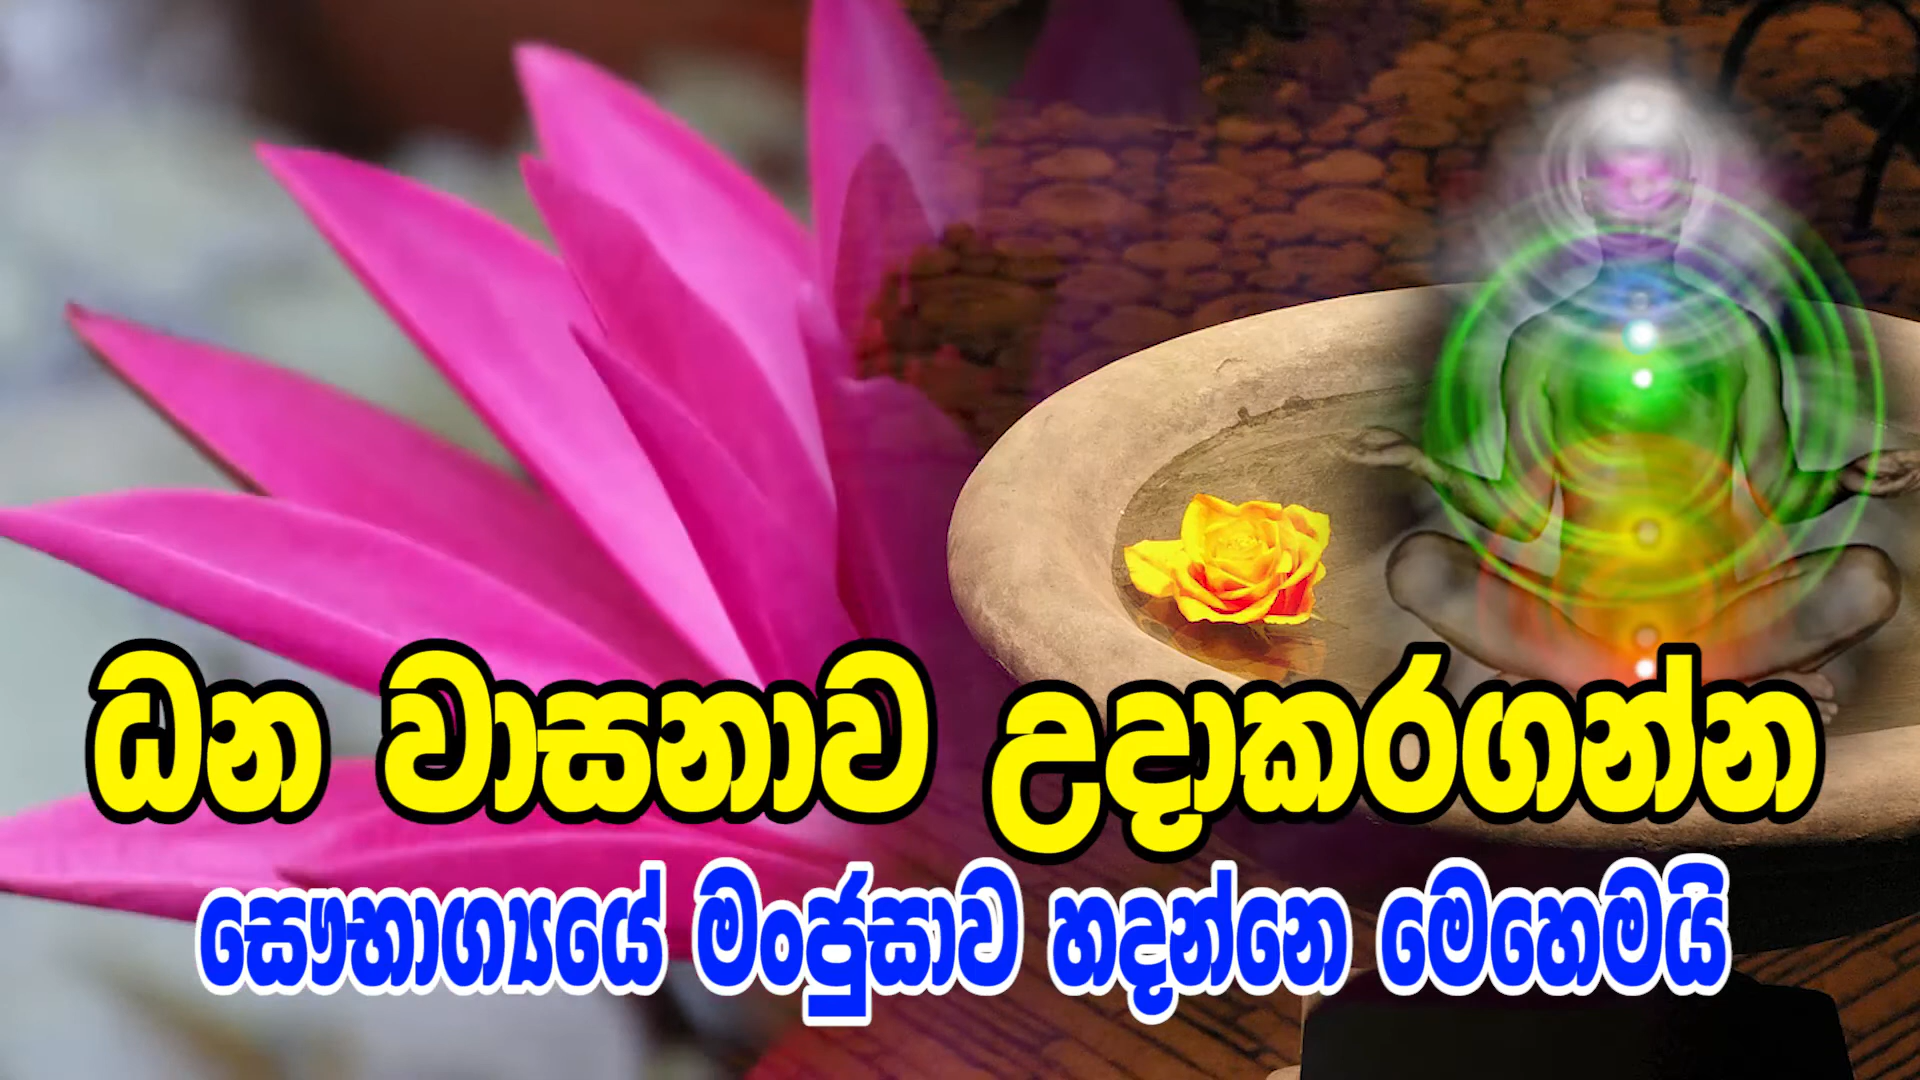 ධන වාසනාව උදාකරගන්න
සෞභාග්‍යයේ මංජුසාව හදන්නෙ මෙහෙමයි